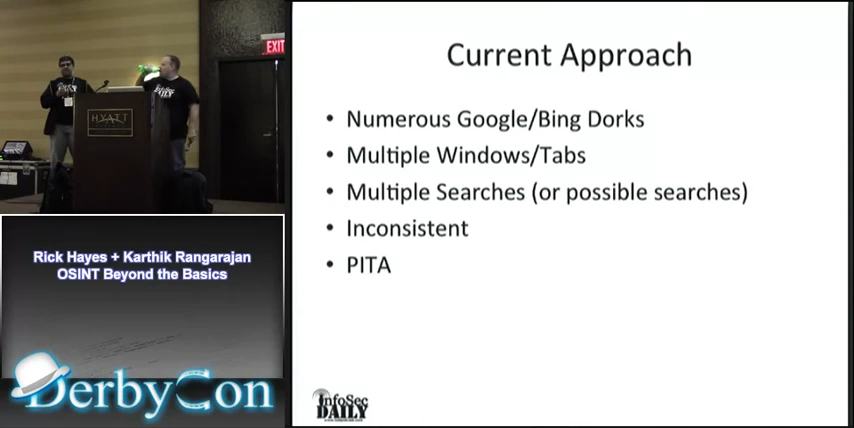 EXIT
HYATT
Rick Hayes + Karthik Rangarajan
OSINT Beyond the Basics
DerbyCon
Current Approach
• Numerous Google/Bing Dorks
• Multiple Windows/Tabs
• Multiple Searches (or possible searches)
• Inconsistent
• PITA
InfoSec
DAILY